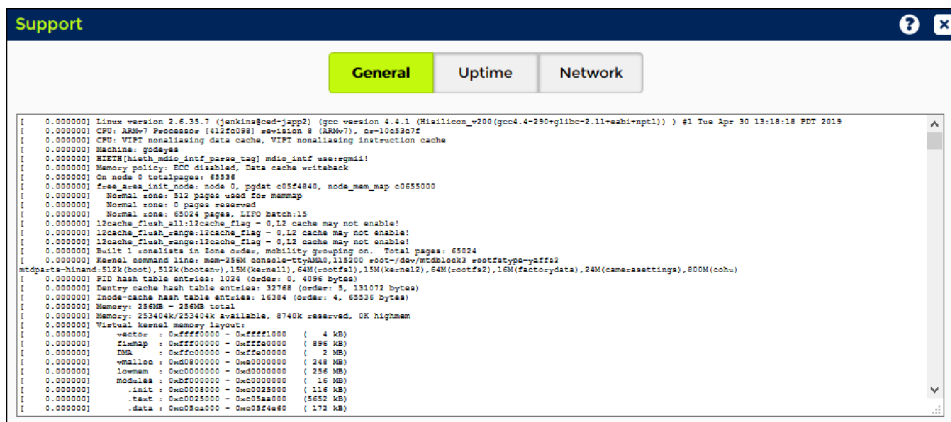 Support
General Uptime Network
[ 0.000000] Linux version 2.6.35.7 (jenkins@ced-japp2) (gcc version 4.4.1 (Hisilicon_v200(gcc4.4-290+glibc-2.11+eabi+nptl)) ) #1 Tue Apr 30 13:18:18 PDT 2019
[ 0.000000] CPU: ARMv7 Processor [412fc098] revision 8 (ARMv7), cr=10c53c7f
[ 0.000000] CPU: VIPT nonaliasing data cache, VIPT nonaliasing instruction cache
[ 0.000000] Machine: godeyes
[ 0.000000] HIETH[hieth_mdio_intf_parse_tag] mdio_intf use:rgmii!
[ 0.000000] Memory policy: ECC disabled, Data cache writeback
[ 0.000000] On node 0 totalpages: 65536
[ 0.000000] free_area_init_node: node 0, pgdat c05f4840, node_mem_map c0655000
[ 0.000000] Normal zone: 512 pages used for memmap
[ 0.000000] Normal zone: 0 pages reserved
[ 0.000000] Normal zone: 65024 pages, LIFO batch:15
[ 0.000000] l2cache_flush_all:l2cache_flag = 0,L2 cache may not enable!
[ 0.000000] l2cache_flush_range:l2cache_flag = 0,L2 cache may not enable!
[ 0.000000] l2cache_flush_range:l2cache_flag = 0,L2 cache may not enable!
[ 0.000000] Built 1 zonelists in Zone order, mobility grouping on. Total pages: 65024
[ 0.000000] Kernel command line: mem=256M console=ttyAMA0,115200 root=/dev/mtdblock3 rootfstype=yaffs2
mtdparts=hinand:512k(boot),512k(bootenv),15M(kernel1),64M(rootfs1),15M(kernel2),64M(rootfs2),16M(factorydata),24M(camerasettings),800M(cohu)
[ 0.000000] PID hash table entries: 1024 (order: 0, 4096 bytes)
[ 0.000000] Dentry cache hash table entries: 32768 (order: 5, 131072 bytes)
[ 0.000000] Inode-cache hash table entries: 16384 (order: 4, 65536 bytes)
[ 0.000000] Memory: 256MB = 256MB total
[ 0.000000] Memory: 253404k/253404k available, 8740k reserved, 0K highmem
[ 0.000000] Virtual kernel memory layout:
[ 0.000000] vector : 0xffff0000 - 0xffff1000 ( 4 kB)
[ 0.000000] fixmap : 0xfff00000 - 0xfffe0000 ( 896 kB)
[ 0.000000] DMA : 0xffc00000 - 0xffe00000 ( 2 MB)
[ 0.000000] vmalloc : 0xd0800000 - 0xe0000000 ( 248 MB)
[ 0.000000] lowmem : 0xc0000000 - 0xd0000000 ( 256 MB)
[ 0.000000] modules : 0xbf000000 - 0xc0000000 ( 16 MB)
[ 0.000000] .init : 0xc0008000 - 0xc0025000 ( 116 kB)
[ 0.000000] .text : 0xc0025000 - 0xc05aa000 (5652 kB)
[ 0.000000] .data : 0xc05ca000 - 0xc05f4e60 ( 172 kB)